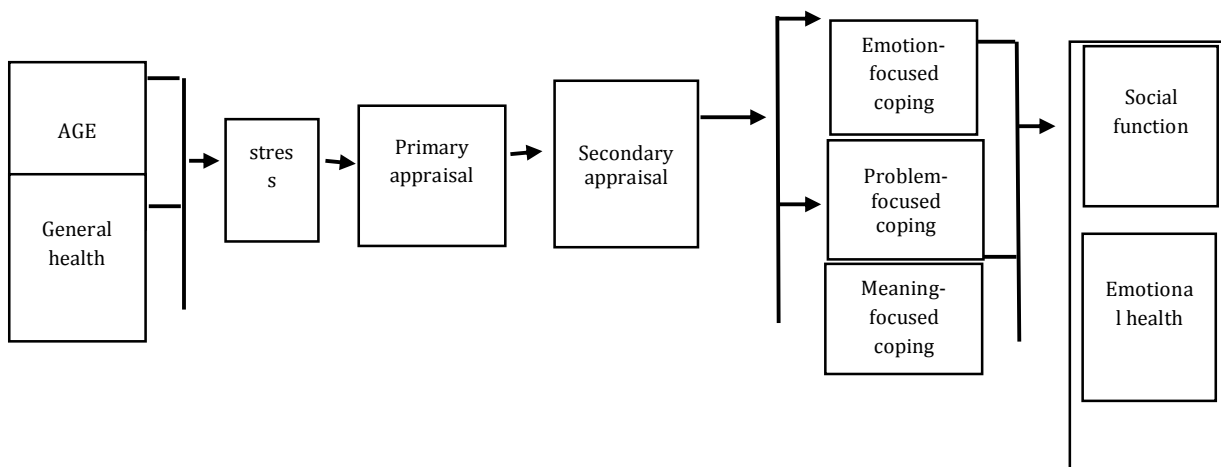 AGE
General
health
stres
s
Primary
appraisal
Secondary
appraisal
Emotion-
focused
coping
Problem-
focused
coping
Meaning-
focused
coping
Social
function
Emotiona
l health